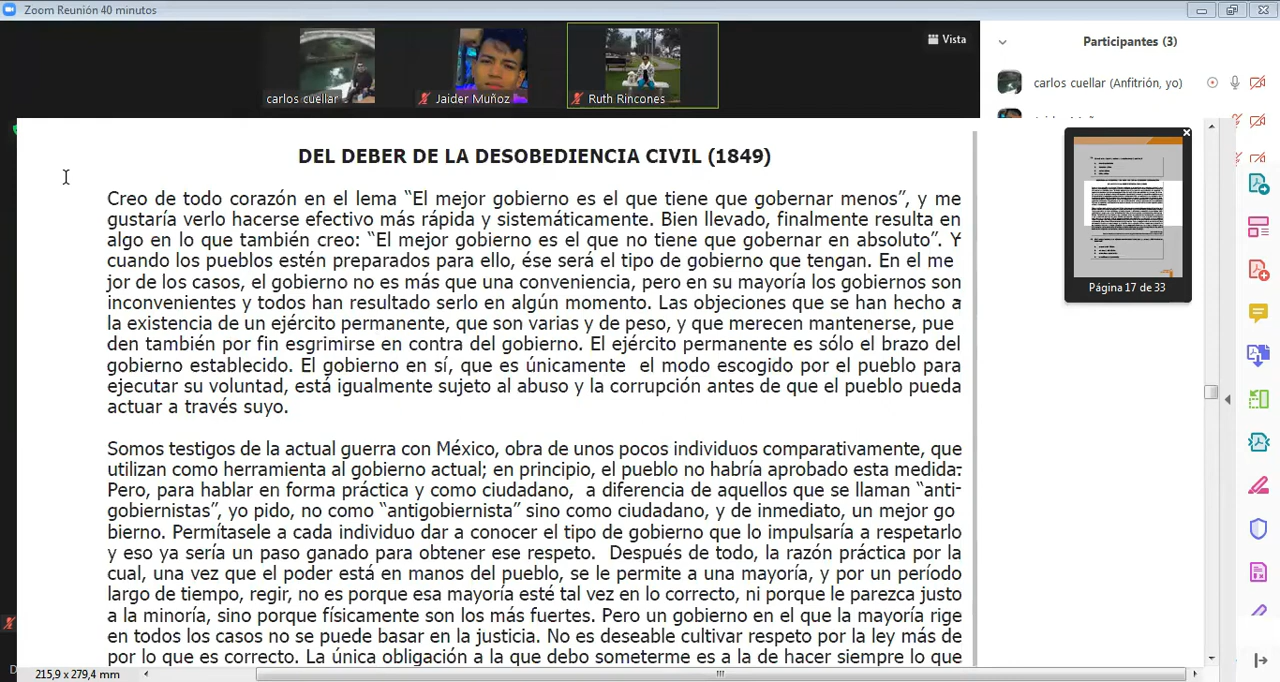 Zoom Reunión 40 minutos
Vista
Participantes (3)
carlos cuellar
Jaider Muñoz
Ruth Rincones
carlos cuellar (Anfitrión, yo)
DEL DEBER DE LA DESOBEDIENCIA CIVIL (1849)
Creo de todo corazón en el lema “El mejor gobierno es el que tiene que gobernar menos”, y me
gustaría verlo hacerse efectivo más rápida y sistemáticamente. Bien llevado, finalmente resulta en
algo en lo que también creo: “El mejor gobierno es el que no tiene que gobernar en absoluto”. Y
cuando los pueblos estén preparados para ello, ése será el tipo de gobierno que tengan. En el me
jor de los casos, el gobierno no es más que una conveniencia, pero en su mayoría los gobiernos son
inconvenientes y todos han resultado serlo en algún momento. Las objeciones que se han hecho a
la existencia de un ejército permanente, que son varias y de peso, y que merecen mantenerse, pue
den también por fin esgrimirse en contra del gobierno. El ejército permanente es sólo el brazo del
gobierno establecido. El gobierno en sí, que es únicamente el modo escogido por el pueblo para
ejecutar su voluntad, está igualmente sujeto al abuso y la corrupción antes de que el pueblo pueda
actuar a través suyo.
Somos testigos de la actual guerra con México, obra de unos pocos individuos comparativamente, que
utilizan como herramienta al gobierno actual; en principio, el pueblo no habría aprobado esta medida.
Pero, para hablar en forma práctica y como ciudadano, a diferencia de aquellos que se llaman “anti-
gobiernistas”, yo pido, no como “antigobiernista” sino como ciudadano, y de inmediato, un mejor go
bierno. Permítasele a cada individuo dar a conocer el tipo de gobierno que lo impulsaría a respetarlo
y eso ya sería un paso ganado para obtener ese respeto. Después de todo, la razón práctica por la
cual, una vez que el poder está en manos del pueblo, se le permite a una mayoría, y por un período
largo de tiempo, regir, no es porque esa mayoría esté tal vez en lo correcto, ni porque le parezca justo
a la minoría, sino porque físicamente son los más fuertes. Pero un gobierno en el que la mayoría rige
en todos los casos no se puede basar en la justicia. No es deseable cultivar respeto por la ley más de
por lo que es correcto. La única obligación a la que debo someterme es a la de hacer siempre lo que
Página 17 de 33
215,9 x 279,4 mm